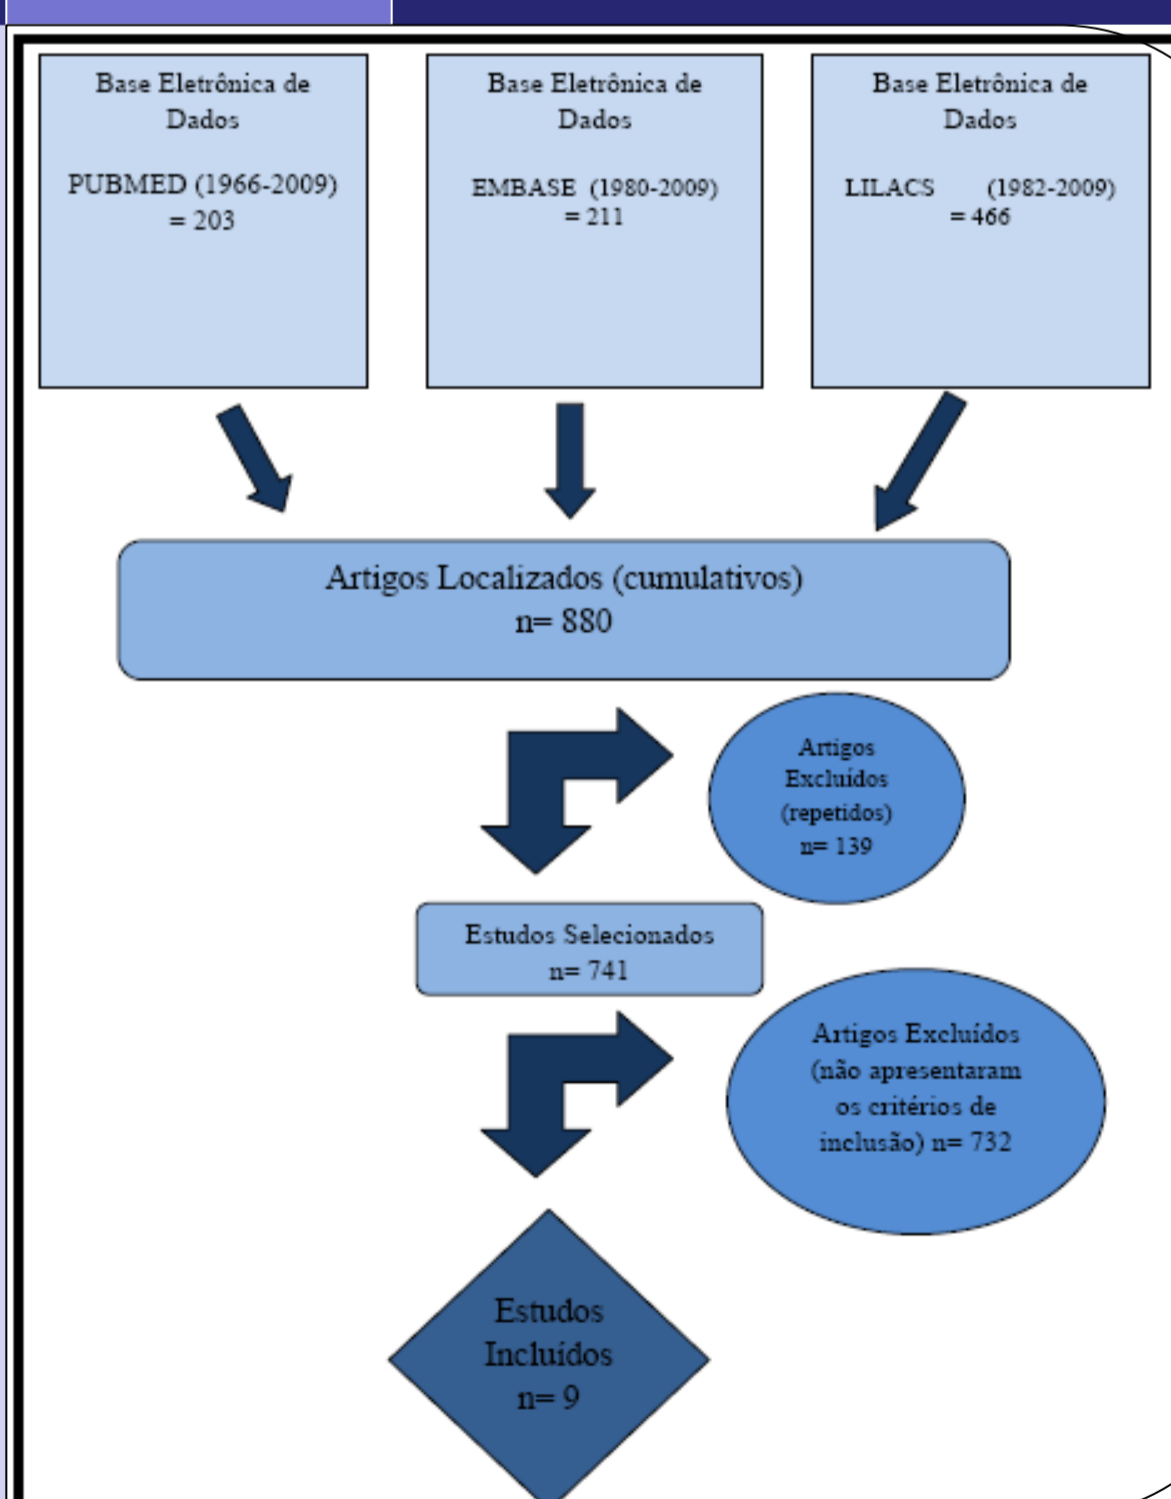 Base Eletrônica de
Dados
PUBMED (1966-2009)
= 203
Base Eletrônica de
Dados
EMBASE (1980-2009)
= 211
Base Eletrônica de
Dados
LILACS (1982-2009)
= 466
Artigos Localizados (cumulativos)
n= 880
Artigos
Excluídos
(repetidos)
n= 139
Estudos Selecionados
n= 741
Artigos Excluídos
(não apresentaram
os critérios de
inclusão) n= 732
Estudos
Incluídos
n= 9